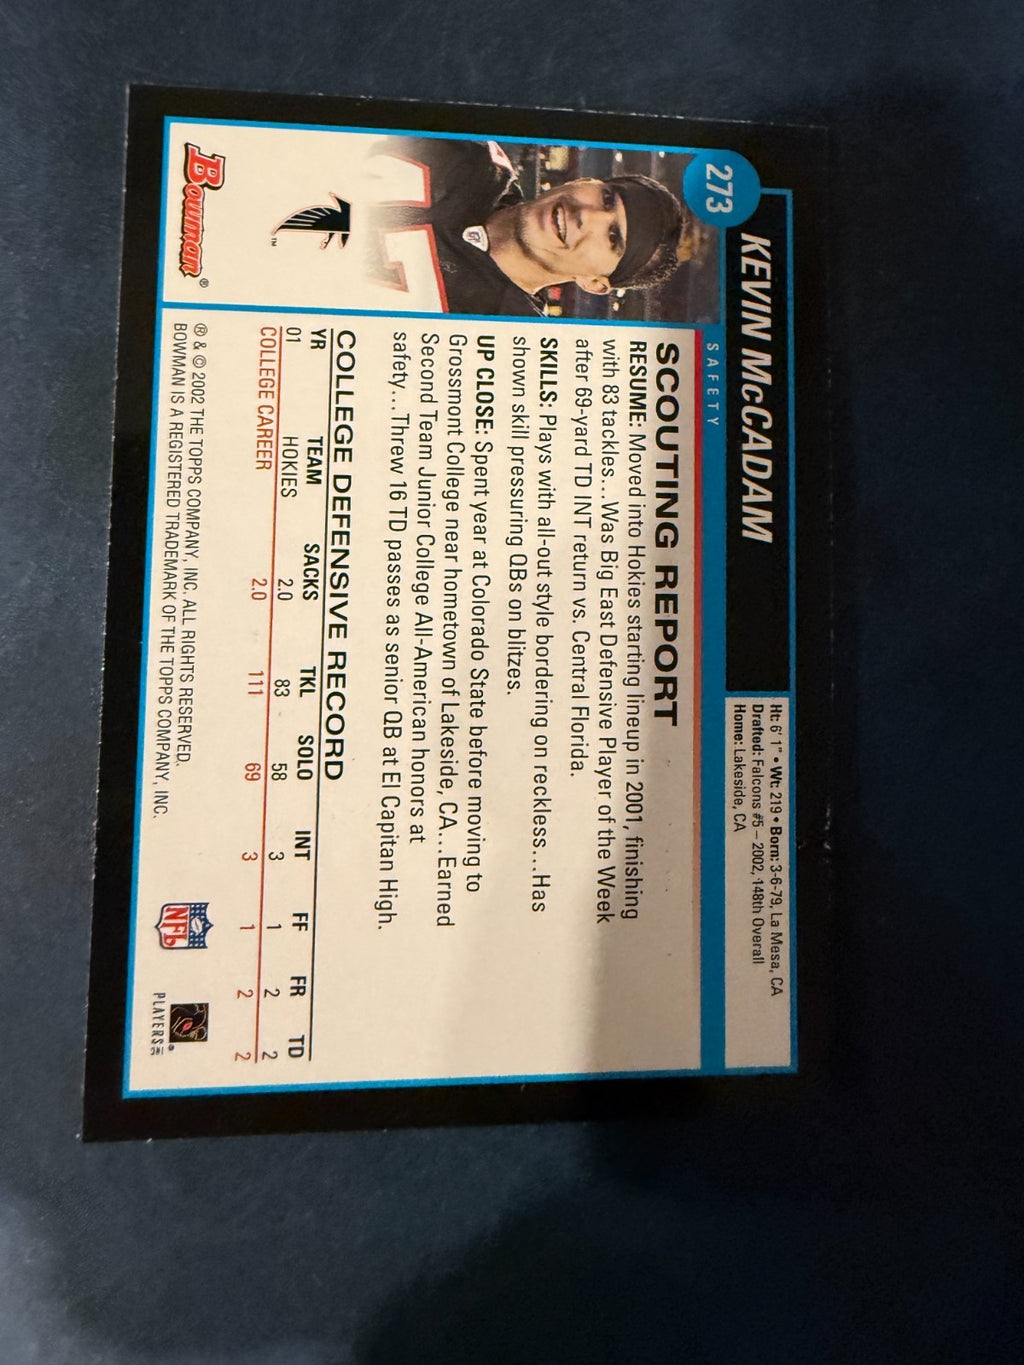 273
KEVIN McCADAM
Ht: 6' 1" • Wt: 219 • Born: 3-6-79, La Mesa, CA
Drafted: Falcons #5 – 2002, 148th Overall
Home: Lakeside, CA
SAFETY
SCOUTING REPORT
RESUME: Moved into Hokies starting lineup in 2001, finishing
with 83 tackles...Was Big East Defensive Player of the Week
after 69-yard TD INT return vs. Central Florida.
SKILLS: Plays with all-out style bordering on reckless...Has
shown skill pressuring QBs on blitzes.
UP CLOSE: Spent year at Colorado State before moving to
Grossmont College near hometown of Lakeside, CA...Earned
Second Team Junior College All-American honors at
safety...Threw 16 TD passes as senior QB at El Capitan High.
COLLEGE DEFENSIVE RECORD
YR TEAM SACKS TKL SOLO INT FF FR TD
01 HOKIES 2.0 83 58 3 1 2 2
COLLEGE CAREER 2.0 111 69 3 1 2 2
Bowman®
® & © 2002 THE TOPPS COMPANY, INC. ALL RIGHTS RESERVED.
BOWMAN IS A REGISTERED TRADEMARK OF THE TOPPS COMPANY, INC.
NFL
PLAYERS INC
™